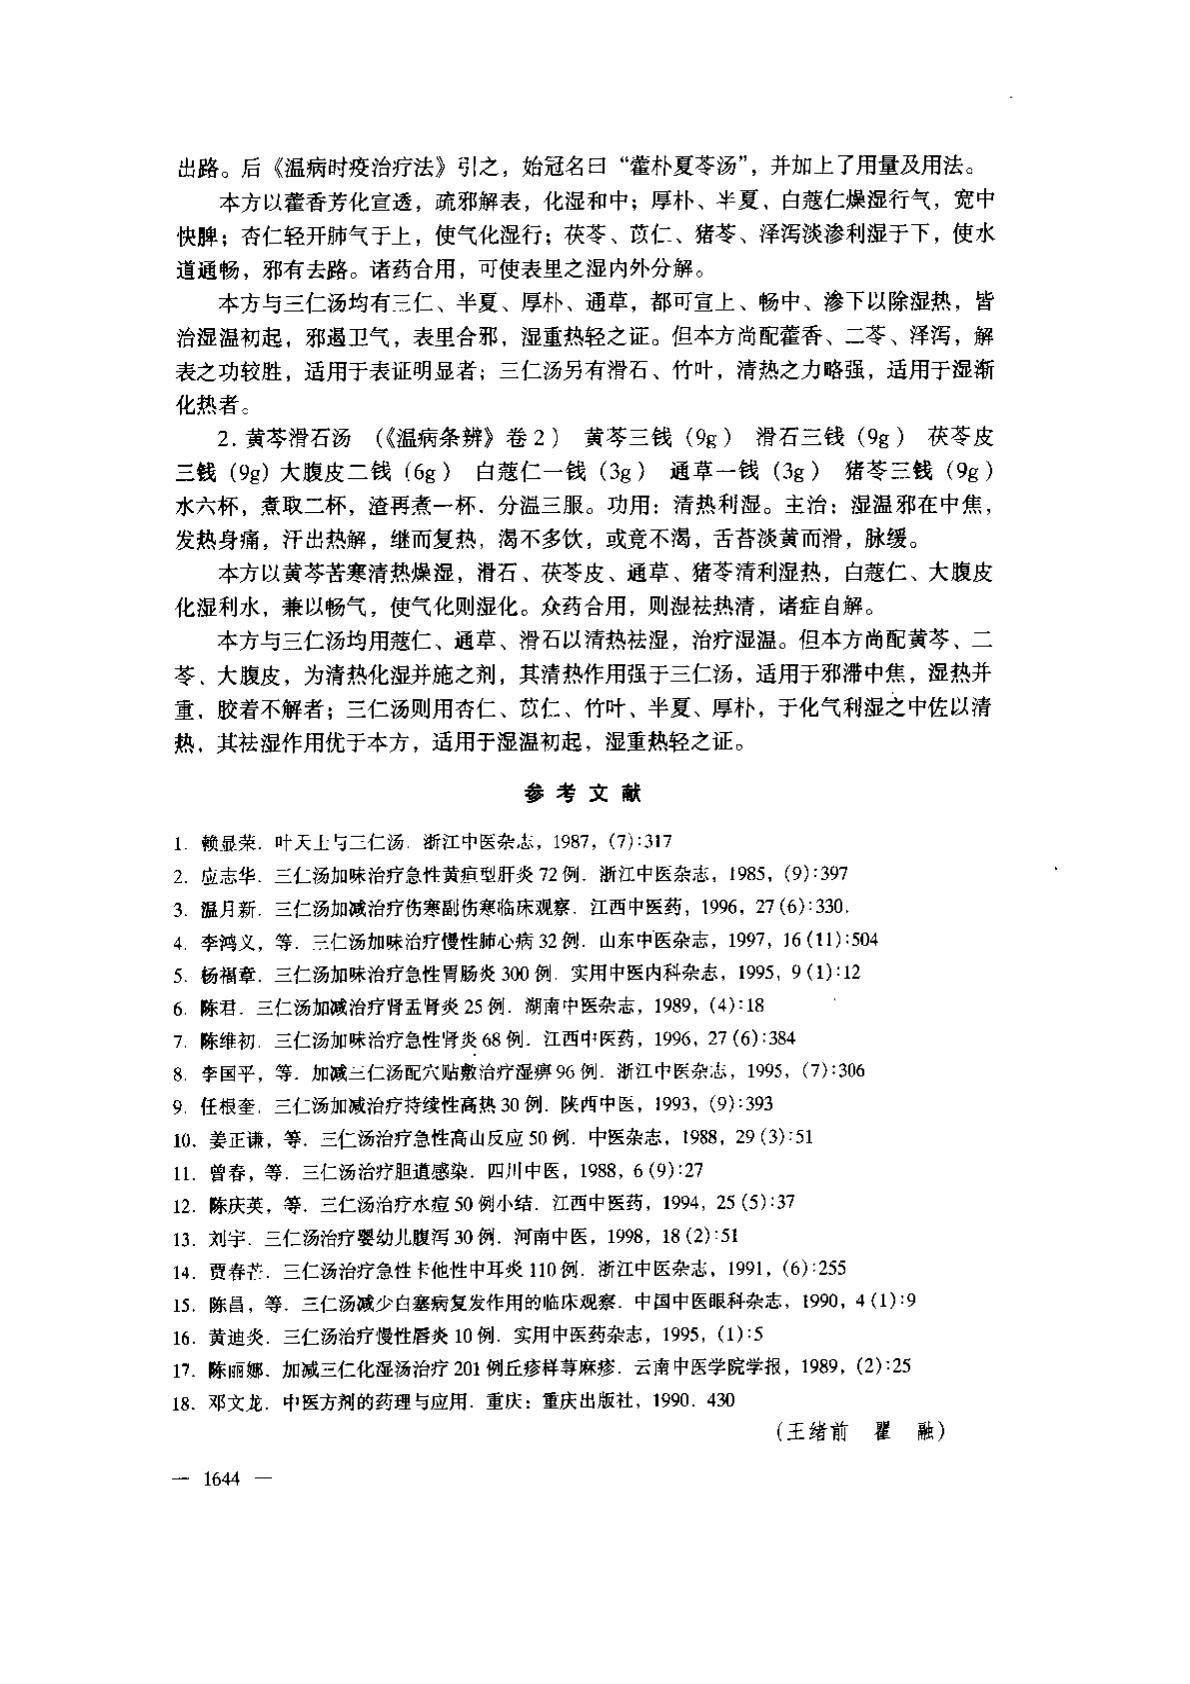 出路。后《温病时疫治疗法》引之，始冠名曰“藿朴夏苓汤”，并加上了用量及用法。
本方以藿香芳化宣透，疏邪解表，化湿和中；厚朴、半夏、白蔻仁燥湿行气，宽中
快脾；杏仁轻开肺气于上，使气化湿行；茯苓、苡仁、猪苓、泽泻淡渗利湿于下，使水
道通畅，邪有去路。诸药合用，可使表里之湿内外分解。
本方与三仁汤均有三仁、半夏、厚朴、通草，都可宣上、畅中、渗下以除湿热，皆
治湿温初起，邪遏卫气，表里合邪，湿重热轻之证。但本方尚配藿香、二苓、泽泻，解
表之功较胜，适用于表证明显者；三仁汤另有滑石、竹叶，清热之力略强，适用于湿渐
化热者。
2. 黄芩滑石汤 （《温病条辨》卷2） 黄芩三钱（9g） 滑石三钱（9g） 茯苓皮
三钱（9g）大腹皮二钱（6g） 白蔻仁一钱（3g） 通草一钱（3g） 猪苓三钱（9g）
水六杯，煮取二杯，渣再煮一杯．分温三服。功用：清热利湿。主治：湿温邪在中焦，
发热身痛，汗出热解，继而复热，渴不多饮，或竟不渴，舌苔淡黄而滑，脉缓。
本方以黄芩苦寒清热燥湿，滑石、茯苓皮、通草、猪苓清利湿热，白蔻仁、大腹皮
化湿利水，兼以畅气，使气化则湿化。众药合用，则湿祛热清，诸症自解。
本方与三仁汤均用蔻仁、通草、滑石以清热祛湿，治疗湿温。但本方尚配黄芩、二
苓、大腹皮，为清热化湿并施之剂，其清热作用强于三仁汤，适用于邪滞中焦，湿热并
重，胶着不解者；三仁汤则用杏仁、苡仁、竹叶、半夏、厚朴，于化气利湿之中佐以清
热，其祛湿作用优于本方，适用于湿温初起，湿重热轻之证。
参考文献
1. 赖显荣．叶天士与三仁汤．浙江中医杂志，1987，(7):317
2. 应志华．三仁汤加味治疗急性黄疸型肝炎72例．浙江中医杂志，1985，(9):397
3. 温月新．三仁汤加减治疗伤寒副伤寒临床观察．江西中医药，1996，27(6):330.
4. 李鸿义，等．三仁汤加味治疗慢性肺心病32例．山东中医杂志，1997，16(11):504
5. 杨福章．三仁汤加味治疗急性胃肠炎300例．实用中医内科杂志，1995，9(1):12
6. 陈君．三仁汤加减治疗肾盂肾炎25例．湖南中医杂志，1989，(4):18
7. 陈维初．三仁汤加味治疗急性肾炎68例．江西中医药，1996，27(6):384
8. 李国平，等．加减三仁汤配穴贴敷治疗湿痹96例．浙江中医杂志，1995，(7):306
9. 任根奎．三仁汤加减治疗持续性高热30例．陕西中医，1993，(9):393
10. 姜正谦，等．三仁汤治疗急性高山反应50例．中医杂志，1988，29(3):51
11. 曾春，等．三仁汤治疗胆道感染．四川中医，1988，6(9):27
12. 陈庆英，等．三仁汤治疗水痘50例小结．江西中医药，1994，25(5):37
13. 刘宇．三仁汤治疗婴幼儿腹泻30例．河南中医，1998，18(2):51
14. 贾春芒．三仁汤治疗急性卡他性中耳炎110例．浙江中医杂志，1991，(6):255
15. 陈昌，等．三仁汤减少白塞病复发作用的临床观察．中国中医眼科杂志，1990，4(1):9
16. 黄迪炎．三仁汤治疗慢性唇炎10例．实用中医药杂志，1995，(1):5
17. 陈丽娜．加减三仁化湿汤治疗201例丘疹样荨麻疹．云南中医学院学报，1989，(2):25
18. 邓文龙．中医方剂的药理与应用．重庆：重庆出版社，1990．430
（王绪前 瞿 融）
— 1644 —